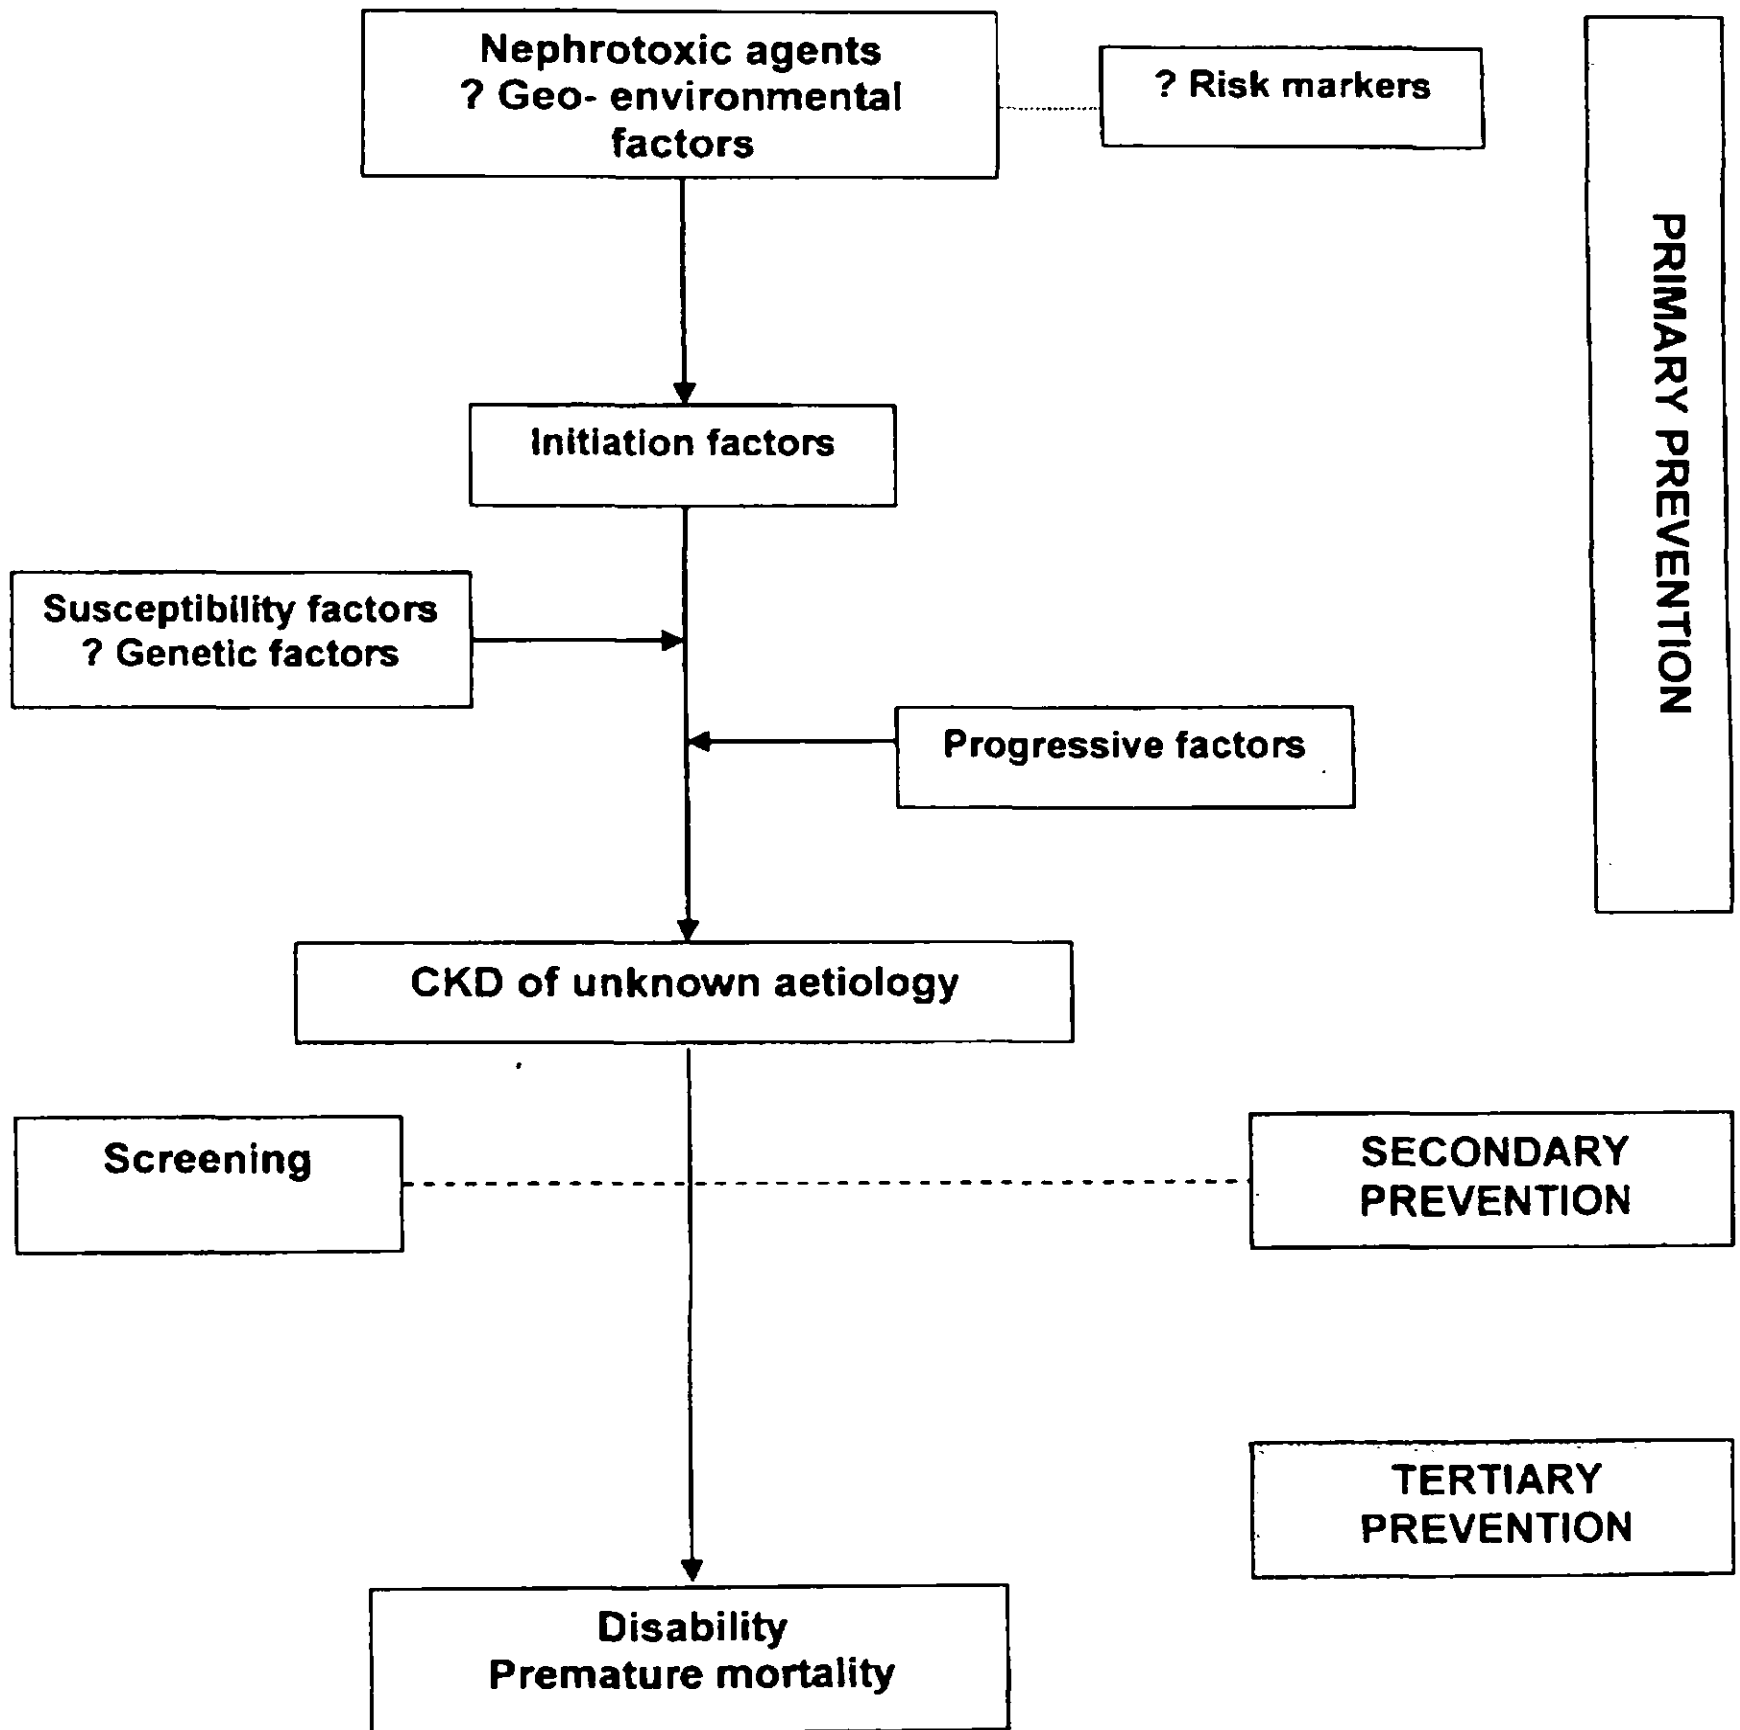 Nephrotoxic agents
? Geo- environmental
factors
? Risk markers
PRIMARY PREVENTION
Initiation factors
Susceptibility factors
? Genetic factors
Progressive factors
CKD of unknown aetiology
Screening
SECONDARY
PREVENTION
TERTIARY
PREVENTION
Disability
Premature mortality